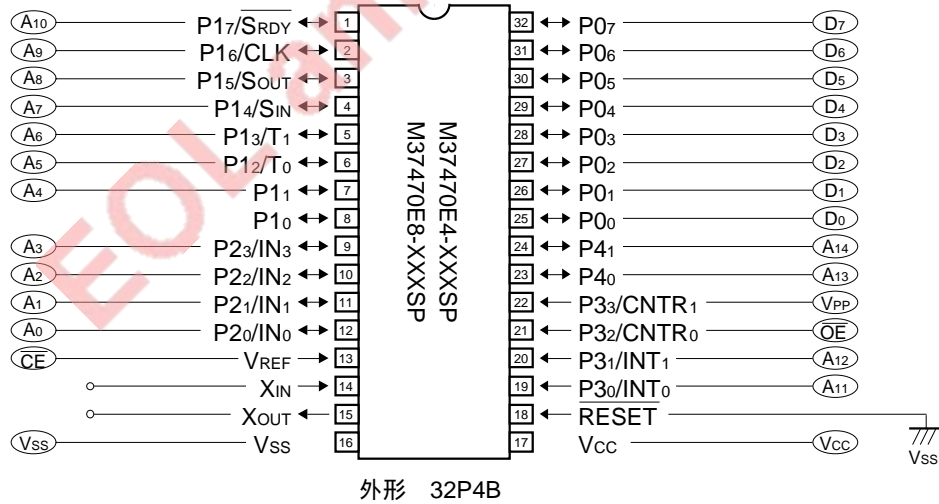 A10 P17/SRDY 1 32 P07 D7
A9 P16/CLK 2 31 P06 D6
A8 P15/SOUT 3 30 P05 D5
A7 P14/SIN 4 29 P04 D4
A6 P13/T1 5 28 P03 D3
A5 P12/T0 6 27 P02 D2
A4 P11 7 26 P01 D1
P10 8 25 P00 D0
A3 P23/IN3 9 24 P41 A14
A2 P22/IN2 10 23 P40 A13
A1 P21/IN1 11 22 P33/CNTR1 VPP
A0 P20/IN0 12 21 P32/CNTR0 OE
CE VREF 13 20 P31/INT1 A12
XIN 14 19 P30/INT0 A11
XOUT 15 18 RESET
VSS VSS 16 17 VCC VCC
VSS
M37470E4-XXXSP
M37470E8-XXXSP
外形 32P4B